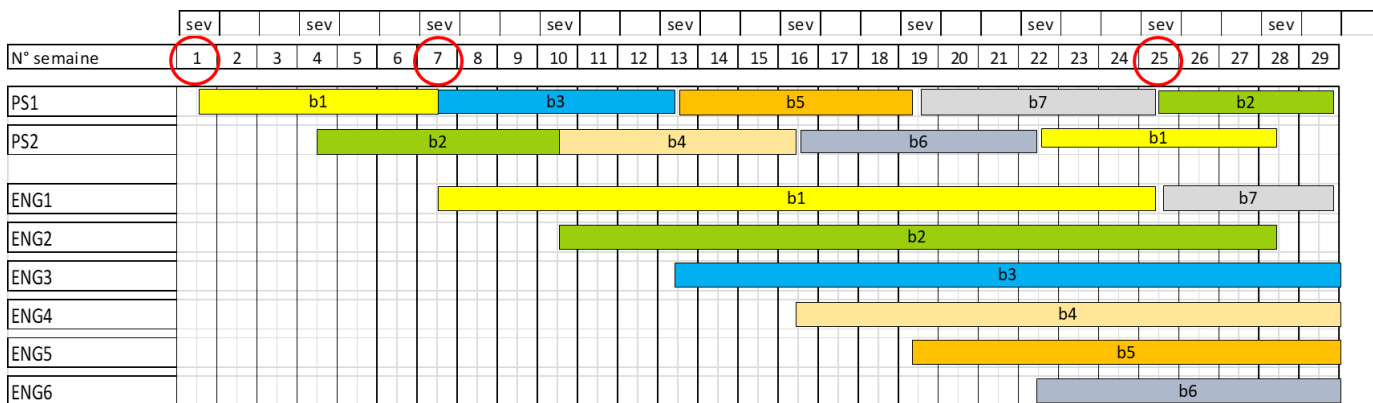 sev sev sev sev sev sev sev sev sev sev
N° semaine 1 2 3 4 5 6 7 8 9 10 11 12 13 14 15 16 17 18 19 20 21 22 23 24 25 26 27 28 29
PS1 b1 b3 b5 b7 b2
PS2 b2 b4 b6 b1
ENG1 b1 b7
ENG2 b2
ENG3 b3
ENG4 b4
ENG5 b5
ENG6 b6